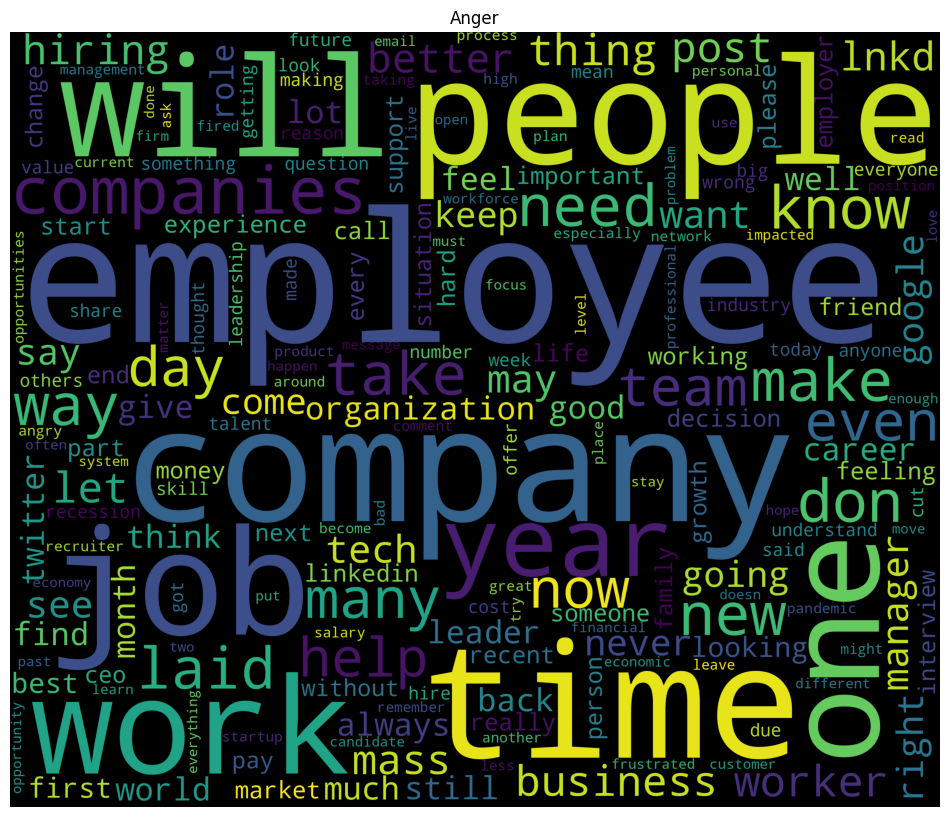 Anger
hiring
will
people
employee
company
job
work
time
one
year
companies
need
know
thing
post
lnkd
better
lot
role
change
future
email
process
management
look
making
getting
done
ask
firm
fired
reason
taking
high
mean
personal
please
employer
read
open
plan
use
live
support
value
current
something
question
feel
important
keep
want
well
wrong
big
everyone
position
problem
workforce
start
experience
call
situation
hard
must
especially
network
impacted
love
google
opportunities
share
thought
leadership
made
every
focus
level
professional
industry
friend
matter
message
say
day
take
product
happen
around
number
week
life
may
working
today
anyone
team
make
enough
others
end
way
give
come
organization
good
decision
even
talent
comment
offer
place
angry
often
system
part
money
skill
let
twitter
recession
career
feeling
stay
growth
don
cut
think
next
become
bad
tech
recruiter
understand
hope
move
said
economy
got
put
linkedin
many
great
try
cost
now
someone
family
going
doesn
new
pandemic
manager
interview
see
month
find
two
salary
help
leader
financial
never
looking
might
past
best
ceo
learn
laid
recent
economic
leave
person
different
right
without
hire
back
remember
always
really
another
due
opportunity
everything
startup
candidate
pay
mass
less
frustrated
customer
first
world
market
much
still
business
worker